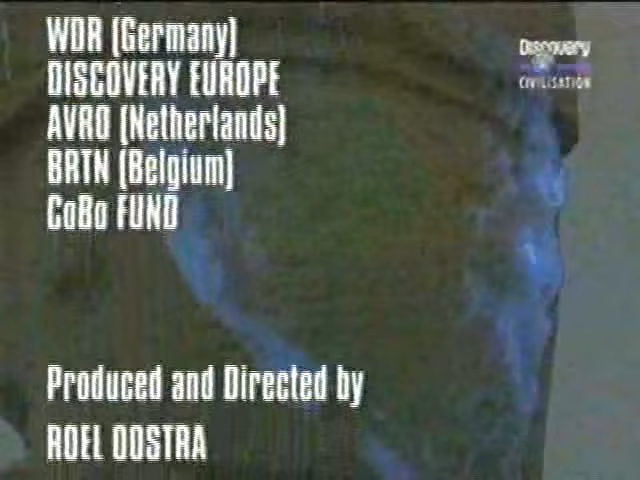 WDR (Germany)
DISCOVERY EUROPE
AVRO (Netherlands)
BRTN (Belgium)
CoBo FUND
Discovery
CIVILISATION
Produced and Directed by
ROEL OOSTRA